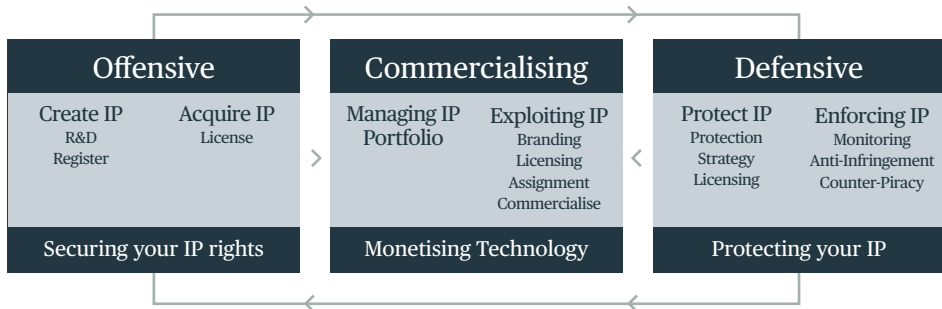 Offensive
Create IP
R&D
Register
Acquire IP
License
Securing your IP rights
Commercialising
Managing IP
Portfolio
Exploiting IP
Branding
Licensing
Assignment
Commercialise
Monetising Technology
Defensive
Protect IP
Protection
Strategy
Licensing
Enforcing IP
Monitoring
Anti-Infringement
Counter-Piracy
Protecting your IP